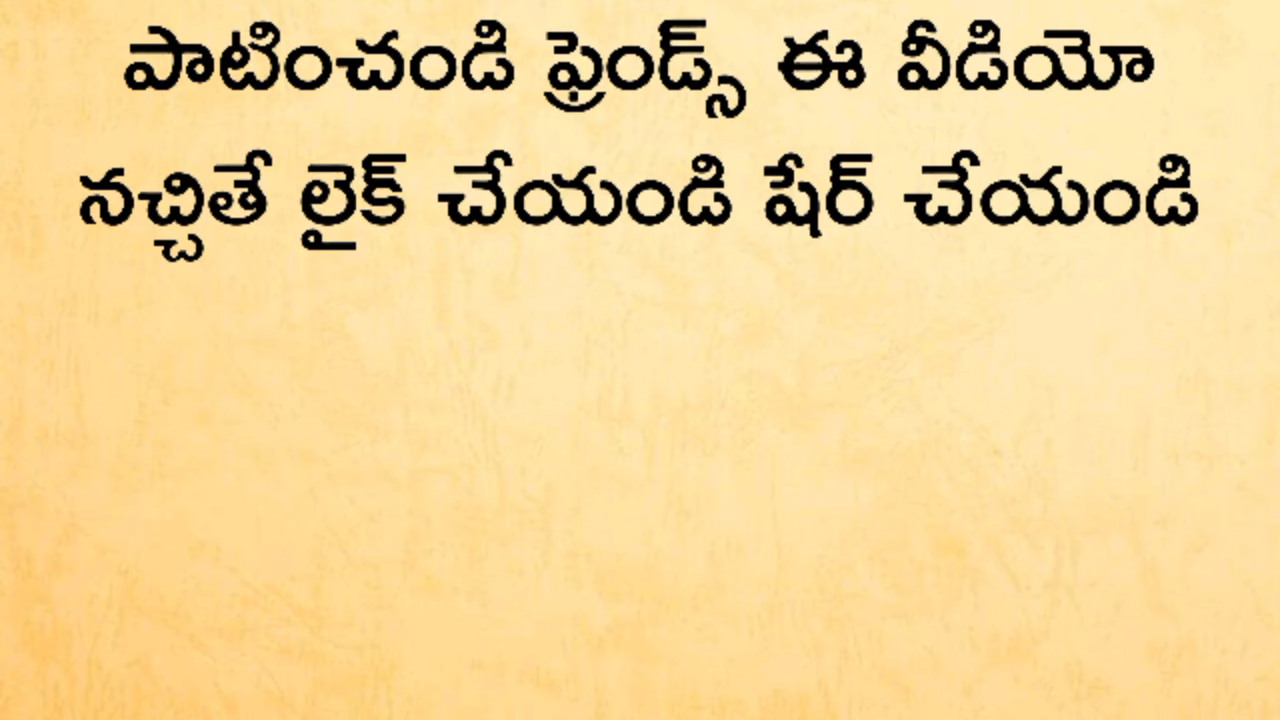 పాటించండి ఫ్రెండ్స్ ఈ వీడియో
నచ్చితే లైక్ చేయండి షేర్ చేయండి